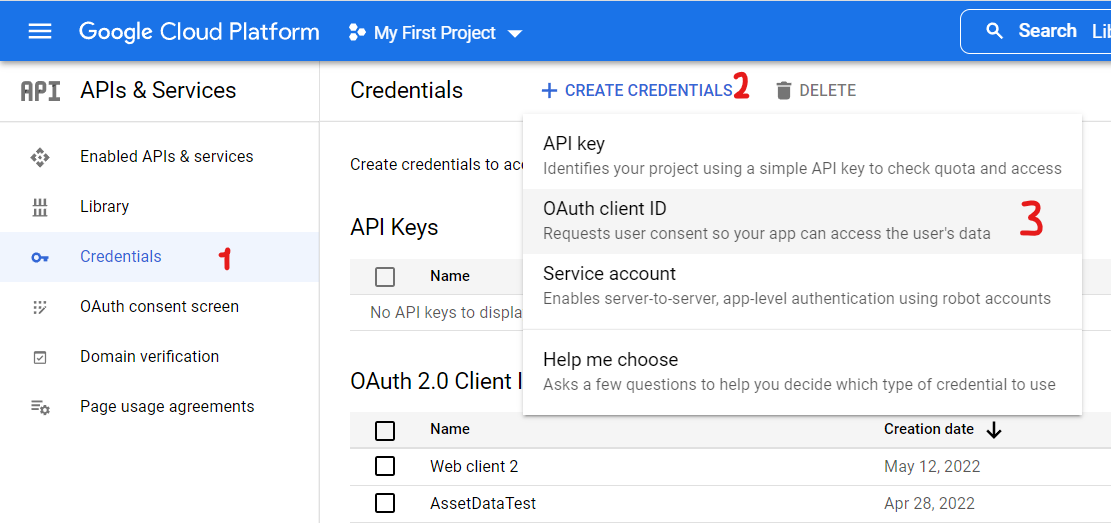 Google Cloud Platform My First Project Search Li
API APIs & Services Credentials + CREATE CREDENTIALS 2 DELETE
Enabled APIs & services
Library
Credentials 1
OAuth consent screen
Domain verification
Page usage agreements
Create credentials to acc
API key
Identifies your project using a simple API key to check quota and access
OAuth client ID
Requests user consent so your app can access the user's data 3
Service account
Enables server-to-server, app-level authentication using robot accounts
Help me choose
Asks a few questions to help you decide which type of credential to use
API Keys
Name
No API keys to displa
OAuth 2.0 Client I
Name Creation date
Web client 2 May 12, 2022
AssetDataTest Apr 28, 2022